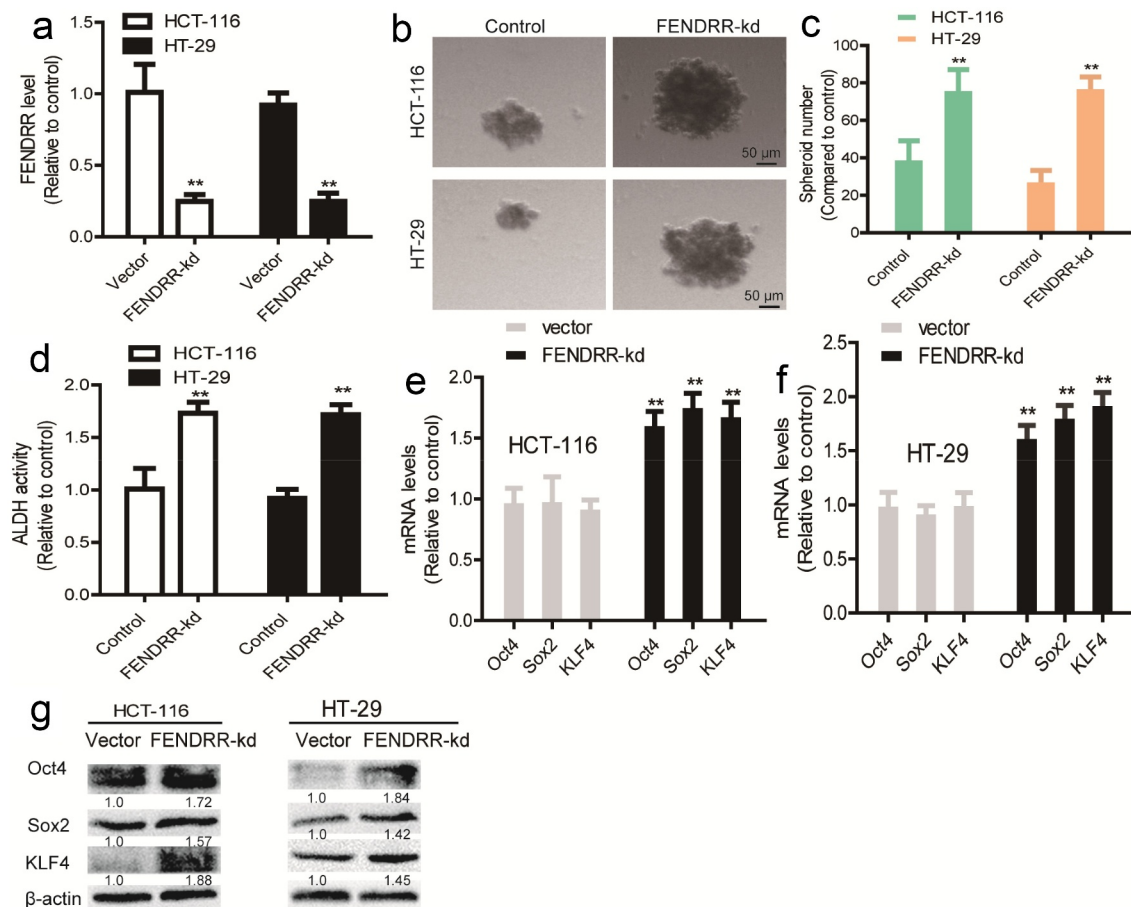 a
HCT-116
HT-29
FENDRR level
(Relative to control)
1.5
1.0
0.5
0.0
Vector
FENDRR-kd
Vector
FENDRR-kd
**
**
b
Control
FENDRR-kd
HCT-116
HT-29
50 µm
50 µm
c
HCT-116
HT-29
Spheroid number
(Compared to control)
100
80
60
40
20
0
**
**
Control
FENDRR-kd
Control
FENDRR-kd
d
HCT-116
HT-29
ALDH activity
(Relative to control)
2.0
1.5
1.0
0.5
0.0
**
**
Control
FENDRR-kd
Control
FENDRR-kd
e
vector
FENDRR-kd
HCT-116
mRNA levels
(Relative to control)
2.0
1.5
1.0
0.5
0.0
**
**
**
Oct4
Sox2
KLF4
Oct4
Sox2
KLF4
f
vector
FENDRR-kd
HT-29
mRNA levels
(Relative to control)
2.5
2.0
1.5
1.0
0.5
0.0
**
**
**
Oct4
Sox2
KLF4
Oct4
Sox2
KLF4
g
HCT-116
HT-29
Vector FENDRR-kd
Vector FENDRR-kd
Oct4
1.0 1.72
1.0 1.84
Sox2
1.0 1.57
1.0 1.42
KLF4
1.0 1.88
1.0 1.45
β-actin